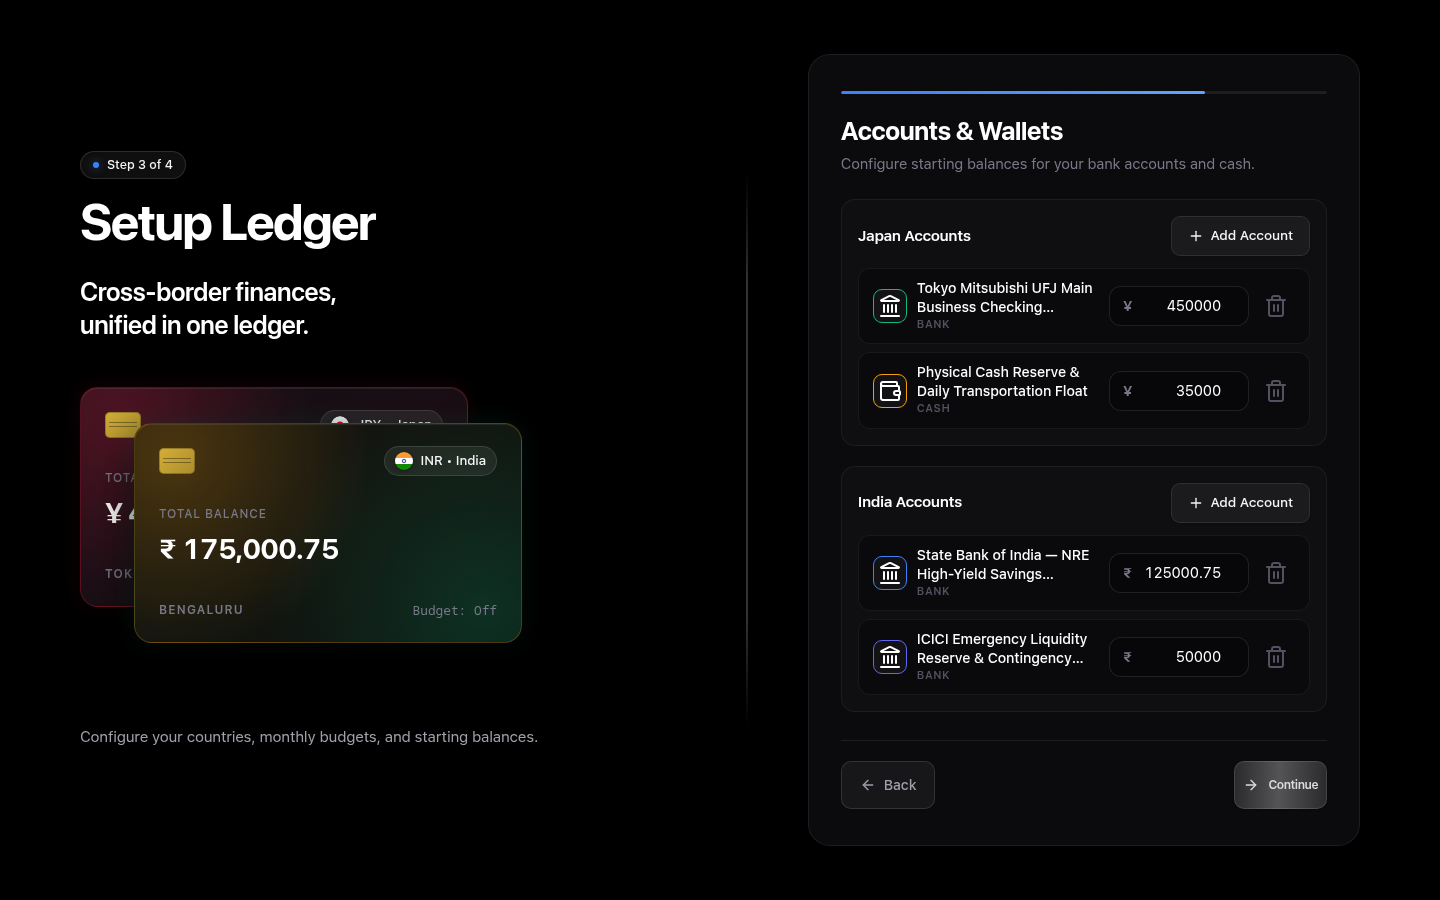 Step 3 of 4
Setup Ledger
Cross-border finances,
unified in one ledger.
INR • India
TOTAL BALANCE
₹ 175,000.75
BENGALURU
Budget: Off
Configure your countries, monthly budgets, and starting balances.
Accounts & Wallets
Configure starting balances for your bank accounts and cash.
Japan Accounts
+ Add Account
Tokyo Mitsubishi UFJ Main
Business Checking...
BANK
¥ 450000
Physical Cash Reserve &
Daily Transportation Float
CASH
¥ 35000
India Accounts
+ Add Account
State Bank of India — NRE
High-Yield Savings...
BANK
₹ 125000.75
ICICI Emergency Liquidity
Reserve & Contingency...
BANK
₹ 50000
← Back
→ Continue